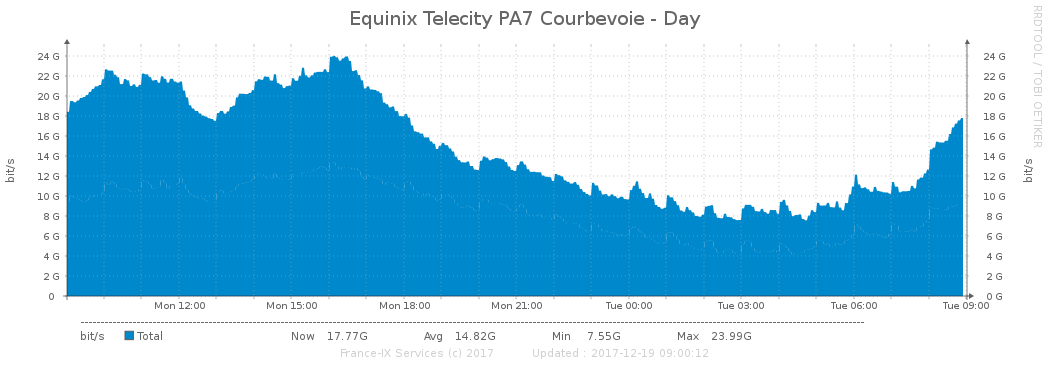 Equinix Telecity PA7 Courbevoie - Day
RRDTOOL / TOBI OETIKER
bit/s
24 G
22 G
20 G
18 G
16 G
14 G
12 G
10 G
8 G
6 G
4 G
2 G
0
24 G
22 G
20 G
18 G
16 G
14 G
12 G
10 G
8 G
6 G
4 G
2 G
0 G
bit/s
Mon 12:00 Mon 15:00 Mon 18:00 Mon 21:00 Tue 00:00 Tue 03:00 Tue 06:00 Tue 09:00
bit/s Total Now 17.77G Avg 14.82G Min 7.55G Max 23.99G
France-IX Services (c) 2017 Updated : 2017-12-19 09:00:12